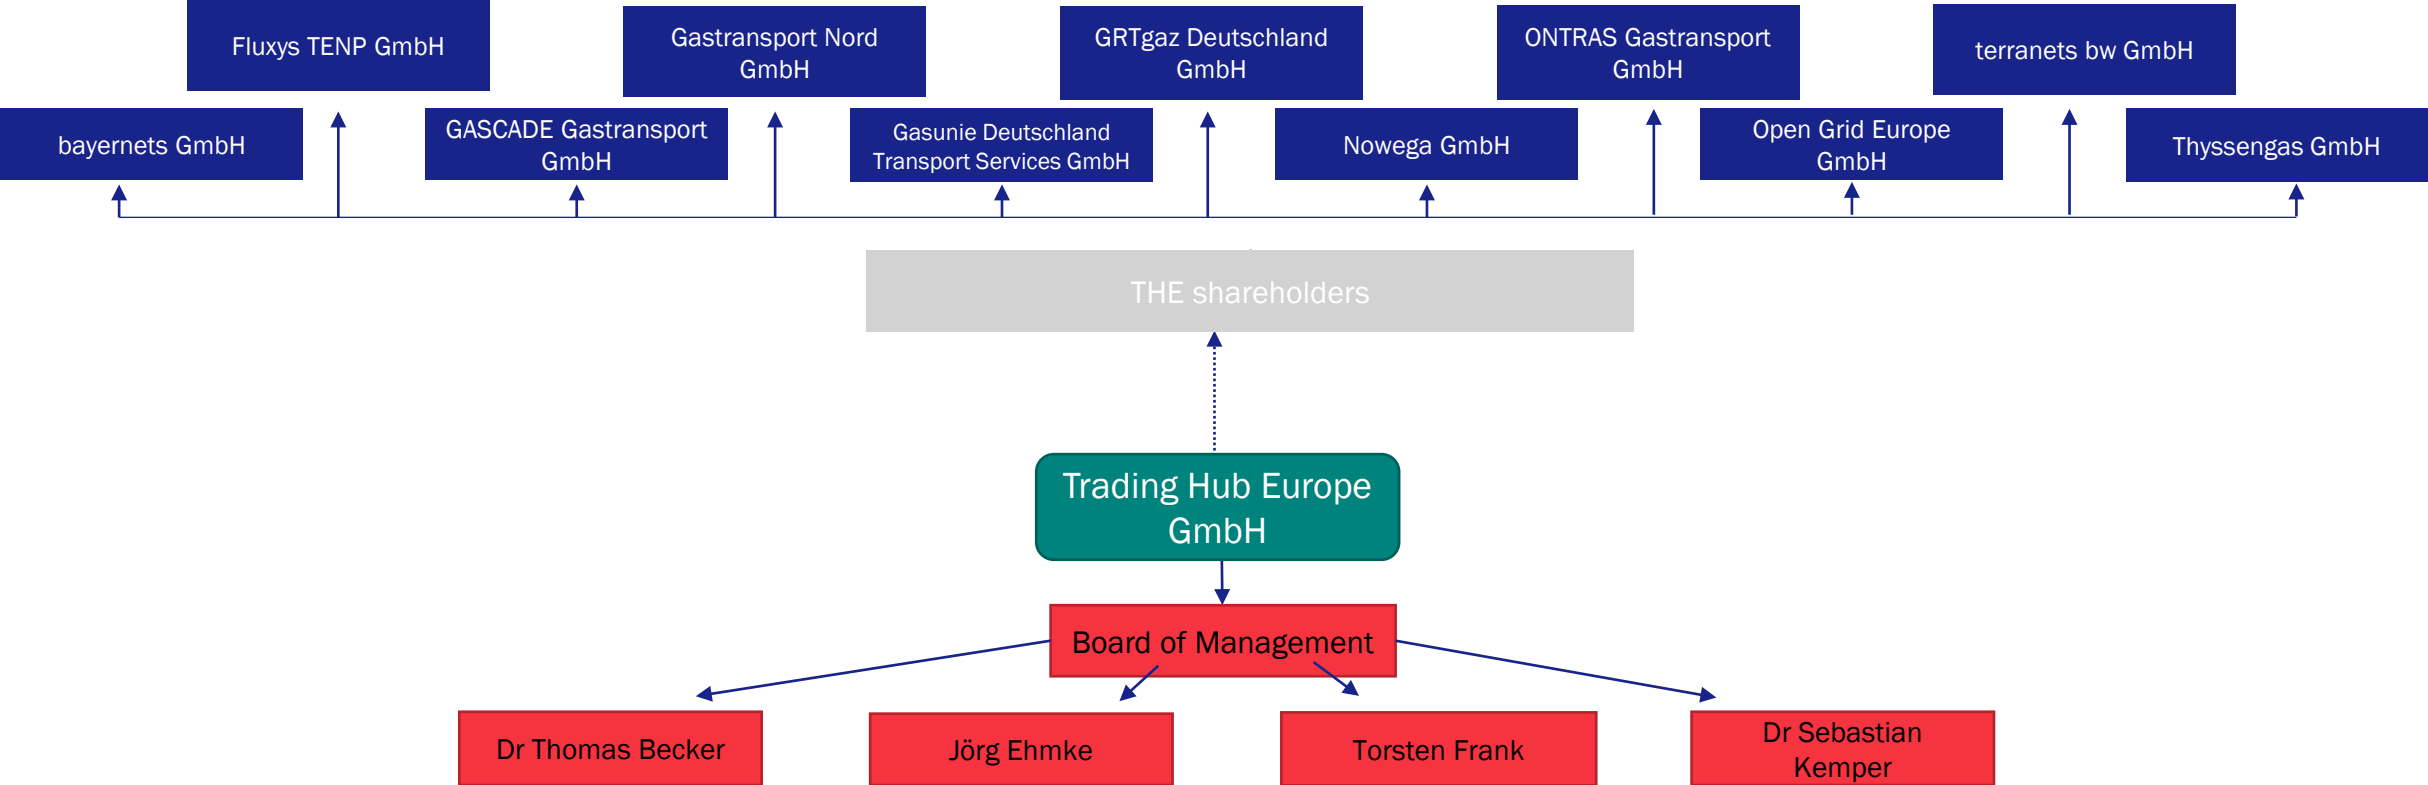 Fluxys TENP GmbH
Gastransport Nord
GmbH
GRTgaz Deutschland
GmbH
ONTRAS Gastransport
GmbH
terranets bw GmbH
bayernets GmbH
GASCADE Gastransport
GmbH
Gasunie Deutschland
Transport Services GmbH
Nowega GmbH
Open Grid Europe
GmbH
Thyssengas GmbH
THE shareholders
Trading Hub Europe
GmbH
Board of Management
Dr Thomas Becker
Jörg Ehmke
Torsten Frank
Dr Sebastian
Kemper